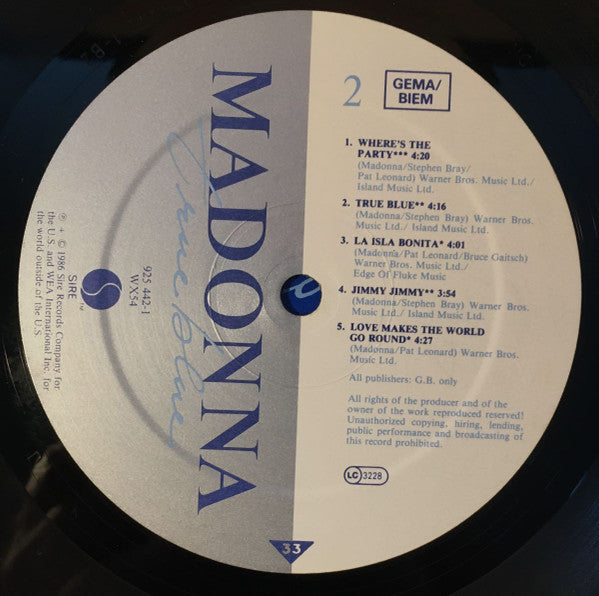 MADONNA
True Blue
925 442-1
WX54
SIRE™
℗ + © 1986 Sire Records Company for
the U.S. and WEA International Inc. for
the world outside of the U.S.
2
GEMA/
BIEM
1. WHERE'S THE
PARTY*** 4:20
(Madonna/Stephen Bray/
Pat Leonard) Warner Bros. Music Ltd./
Island Music Ltd.
2. TRUE BLUE** 4:16
(Madonna/Stephen Bray) Warner Bros.
Music Ltd./ Island Music Ltd.
3. LA ISLA BONITA* 4:01
(Madonna/Pat Leonard/Bruce Gaitsch)
Warner Bros. Music Ltd./
Edge Of Fluke Music
4. JIMMY JIMMY** 3:54
(Madonna/Stephen Bray) Warner Bros.
Music Ltd./ Island Music Ltd.
5. LOVE MAKES THE WORLD
GO ROUND* 4:27
(Madonna/Pat Leonard) Warner Bros.
Music Ltd.
All publishers: G.B. only
All rights of the producer and of the
owner of the work reproduced reserved!
Unauthorized copying, hiring, lending,
public performance and broadcasting of
this record prohibited.
LC 3228
33